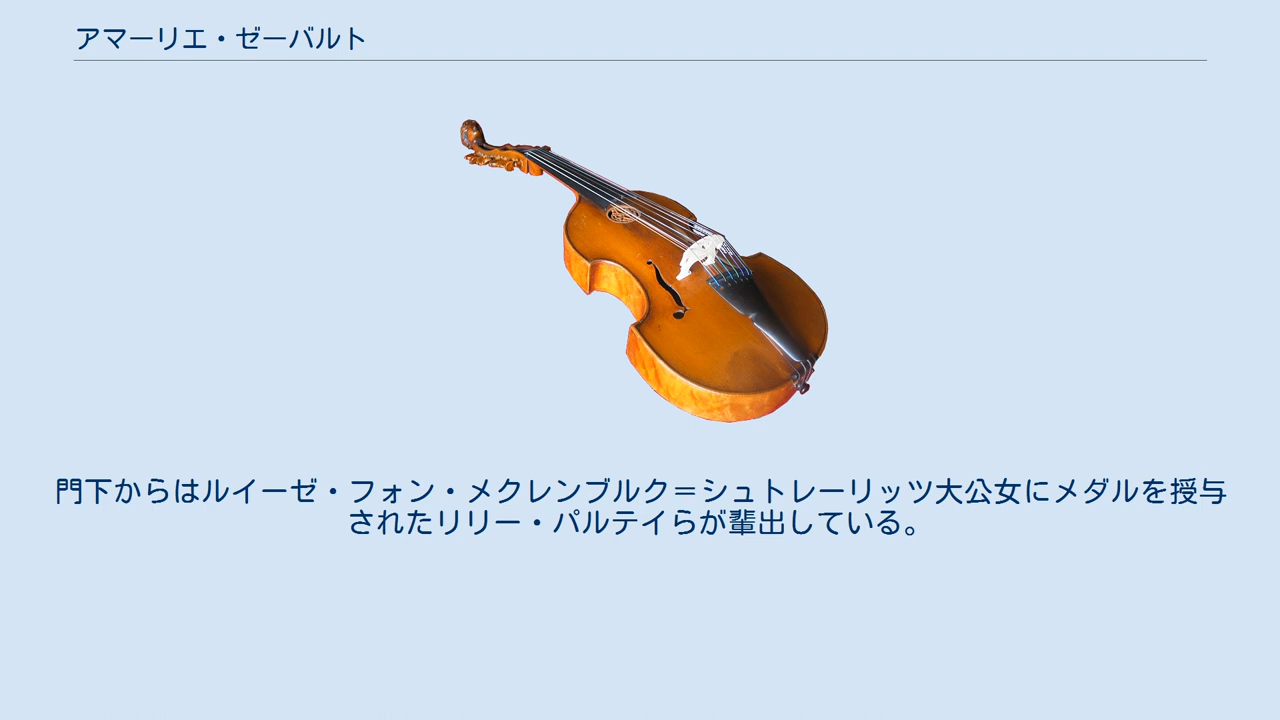 アマーリエ・ゼーバルト
門下からはルイーゼ・フォン・メクレンブルク＝シュトレーリッツ大公女にメダルを授与
されたリリー・パルテイらが輩出している。